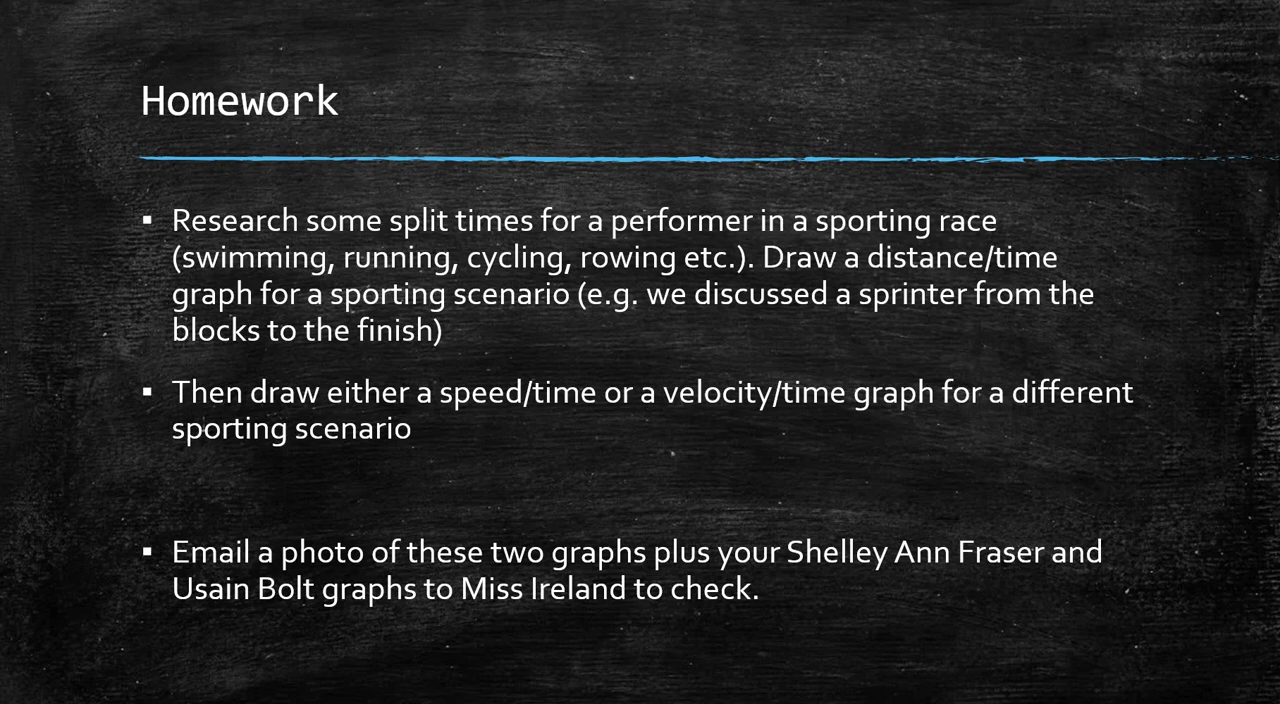 Homework
▪ Research some split times for a performer in a sporting race
(swimming, running, cycling, rowing etc.). Draw a distance/time
graph for a sporting scenario (e.g. we discussed a sprinter from the
blocks to the finish)
▪ Then draw either a speed/time or a velocity/time graph for a different
sporting scenario
▪ Email a photo of these two graphs plus your Shelley Ann Fraser and
Usain Bolt graphs to Miss Ireland to check.